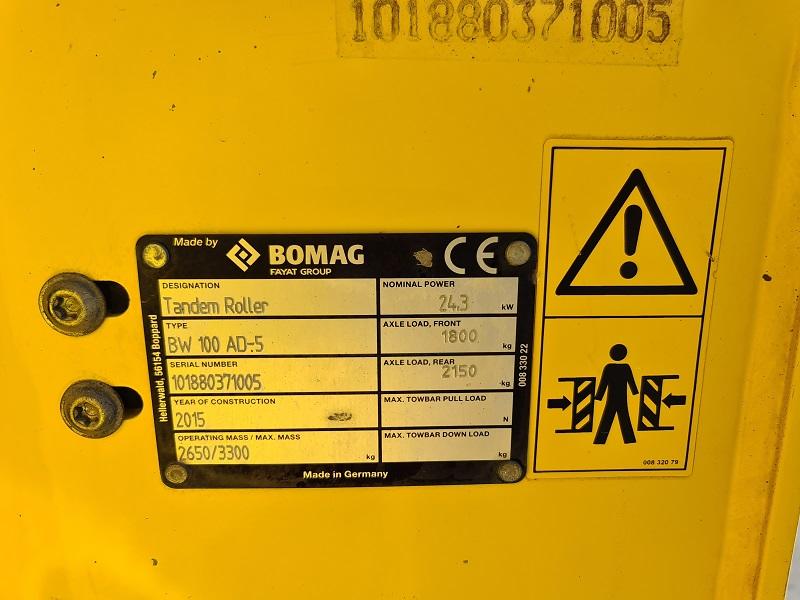 101880371005
Made by BOMAG CE
FAYAT GROUP
DESIGNATION
Tandem Roller
NOMINAL POWER
24.3 kW
TYPE
BW 100 AD-5
AXLE LOAD, FRONT
1800 kg
SERIAL NUMBER
101880371005
AXLE LOAD, REAR
2150 kg
YEAR OF CONSTRUCTION
2015
MAX. TOWBAR PULL LOAD
N
OPERATING MASS / MAX. MASS
2650/3300 kg
MAX. TOWBAR DOWN LOAD
kg
Made in Germany
Hellerwald, 56154 Boppard
008 330 22
!
008 320 79